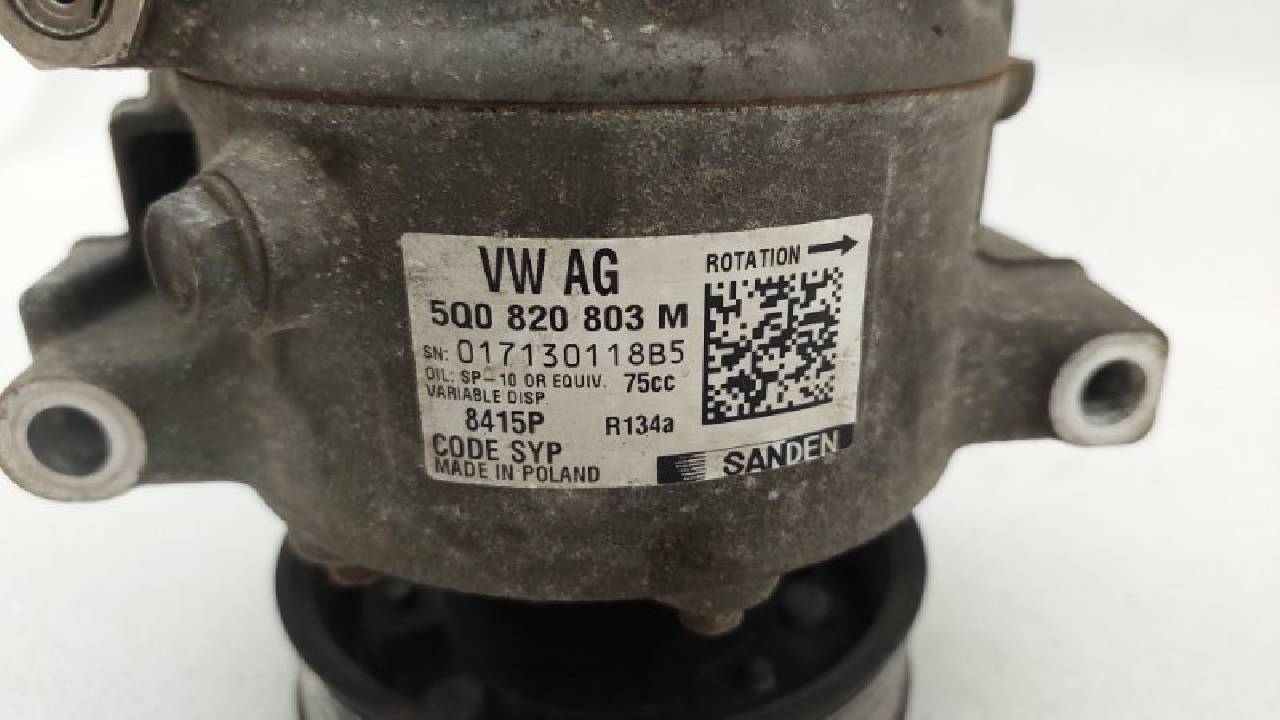 VW AG
ROTATION
5Q0 820 803 M
SN: 017130118B5
OIL: SP-10 OR EQUIV. 75cc
VARIABLE DISP.
8415P R134a
CODE SYP
MADE IN POLAND
SANDEN